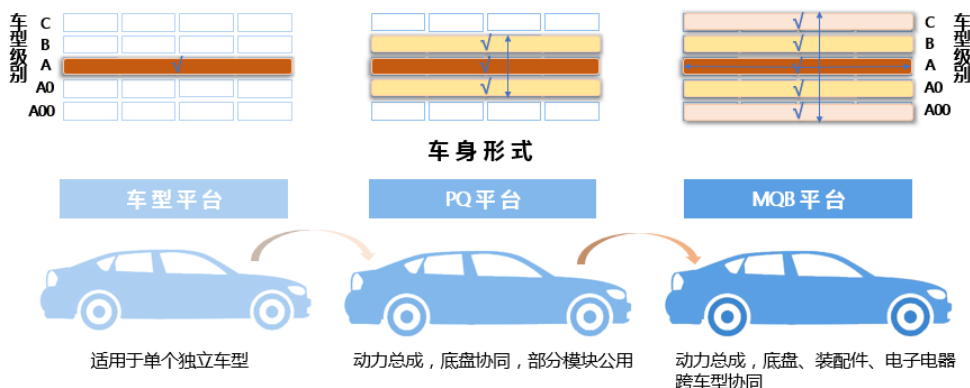 车型级别
C
B
A
A0
A00
√
√
√
√
√
√
√
√
√
C
B
A
A0
A00
车型级别
车身形式
车型平台
PQ平台
MQB平台
适用于单个独立车型
动力总成，底盘协同，部分模块公用
动力总成，底盘、装配件、电子电器
跨车型协同